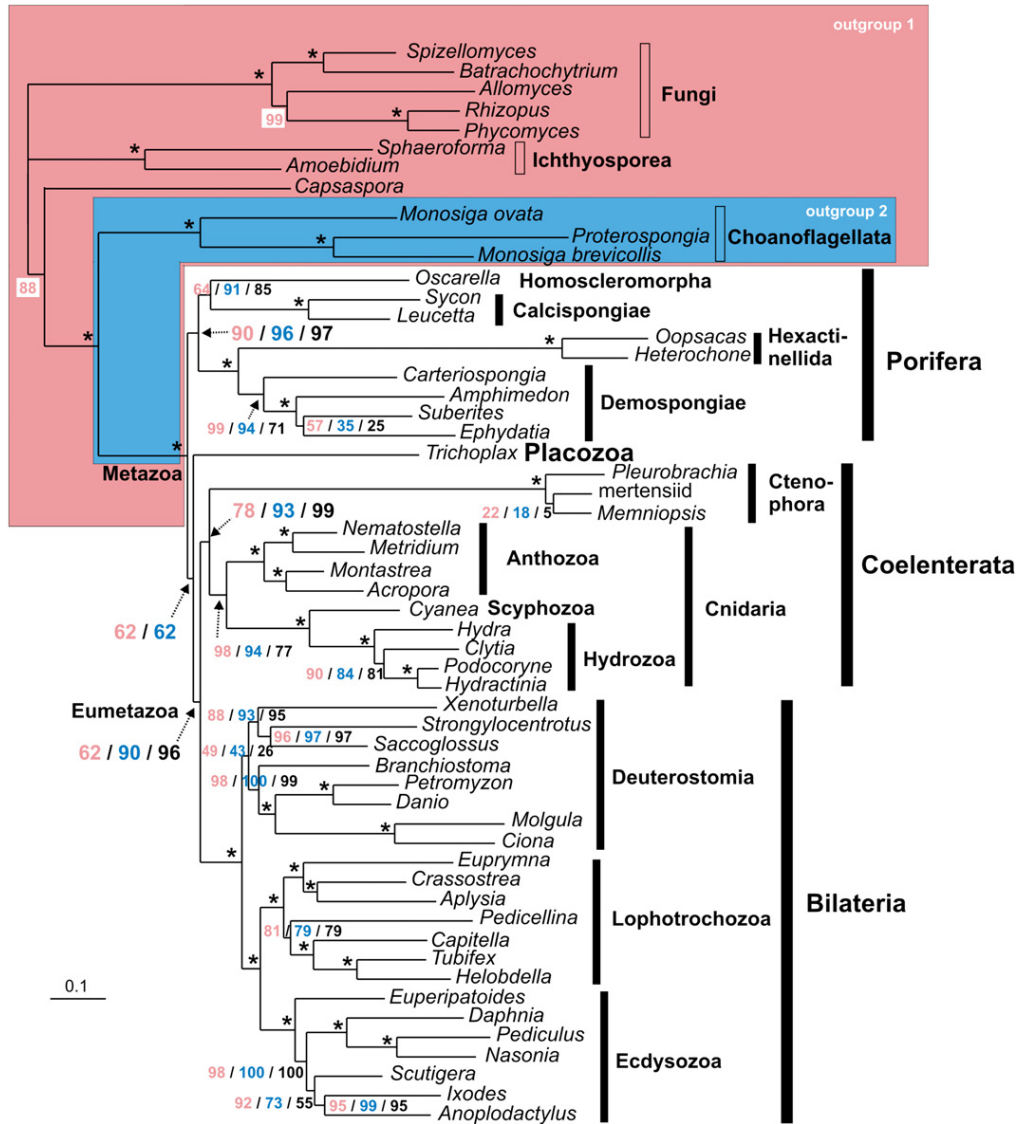 outgroup 1
*
Spizellomyces
*
Batrachochytrium
Allomyces
Fungi
99
*
Rhizopus
Phycomyces
*
Sphaeroforma
Ichthyosporea
Amoebidium
Capsaspora
outgroup 2
*
Monosiga ovata
*
Proterospongia
Choanoflagellata
Monosiga brevicollis
88
Oscarella
Homoscleromorpha
64 / 91 / 85
*
Sycon
Calcispongiae
Leucetta
*
90 / 96 / 97
*
Oopsacas
Hexacti-
nellida
Heterochone
Porifera
*
Carteriospongia
Amphimedon
Demospongiae
*
Suberites
99 / 94 / 71
57 / 35 / 25
Ephydatia
*
Trichoplax
Placozoa
Metazoa
*
Pleurobrachia
Cteno-
phora
mertensiid
22 / 18 / 5
Memniopsis
78 / 93 / 99
*
Nematostella
Metridium
Anthozoa
*
*
Montastrea
Acropora
Coelenterata
Cyanea
Scyphozoa
Cnidaria
*
62 / 62
Hydra
*
98 / 94 / 77
Clytia
Hydrozoa
90 / 84 / 81
*
Podocoryne
Hydractinia
Eumetazoa
88 / 93 / 95
Xenoturbella
Strongylocentrotus
96 / 97 / 97
62 / 90 / 96
49 / 43 / 26
Saccoglossus
Branchiostoma
Deuterostomia
98 / 100 / 99
*
Petromyzon
Danio
*
Molgula
*
Ciona
*
Euprymna
*
Crassostrea
*
Aplysia
Bilateria
Lophotrochozoa
Pedicellina
81 / 79 / 79
Capitella
*
Tubifex
*
*
Helobdella
0.1
Euperipatoides
*
Daphnia
*
Pediculus
*
Nasonia
Ecdysozoa
98 / 100 / 100
Scutigera
92 / 73 / 55
Ixodes
95 / 99 / 95
Anoplodactylus